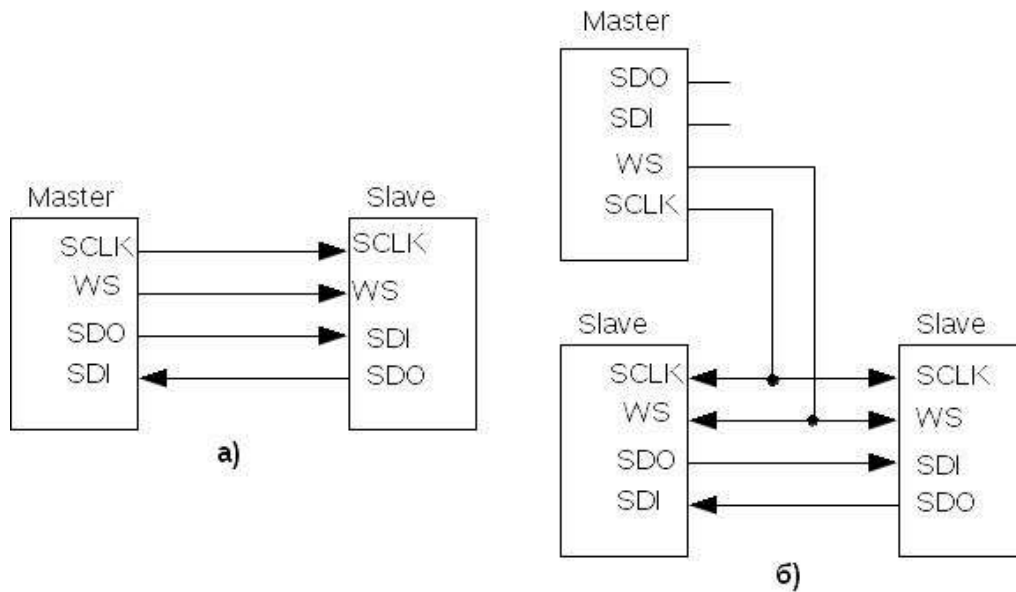 Master
Slave
SCLK
WS
SDO
SDI
SCLK
WS
SDI
SDO
а)
Master
SDO
SDI
WS
SCLK
Slave
Slave
SCLK
WS
SDO
SDI
SCLK
WS
SDI
SDO
б)